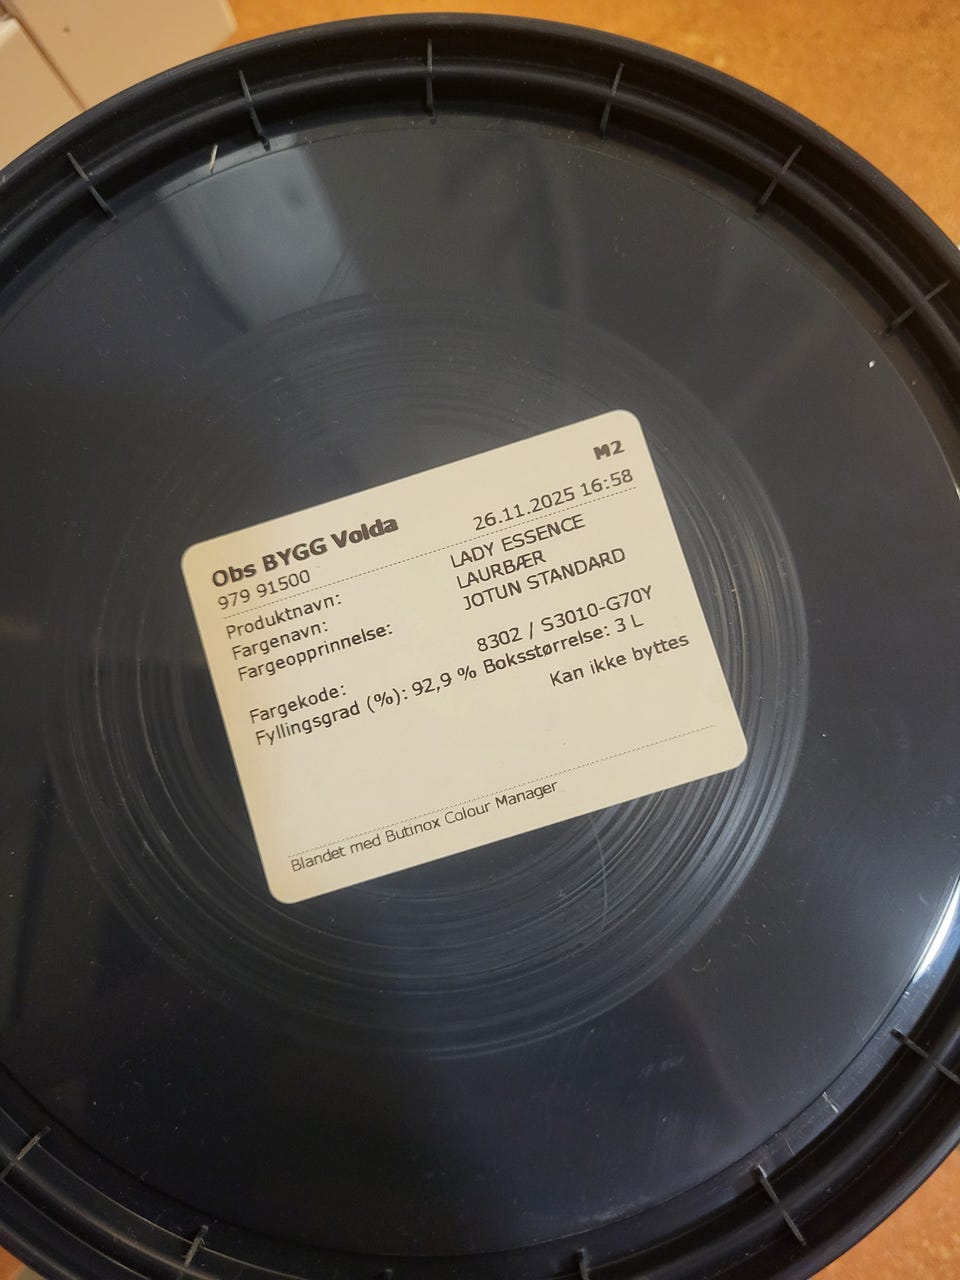 M2
Obs BYGG Volda
979 91500 26.11.2025 16:58
Produktnavn: LADY ESSENCE
Fargenavn: LAURBÆR
Fargeopprinnelse: JOTUN STANDARD
Fargekode: 8302 / S3010-G70Y
Fyllingsgrad (%): 92,9 % Boksstørrelse: 3 L
Kan ikke byttes
Blandet med Butinox Colour Manager